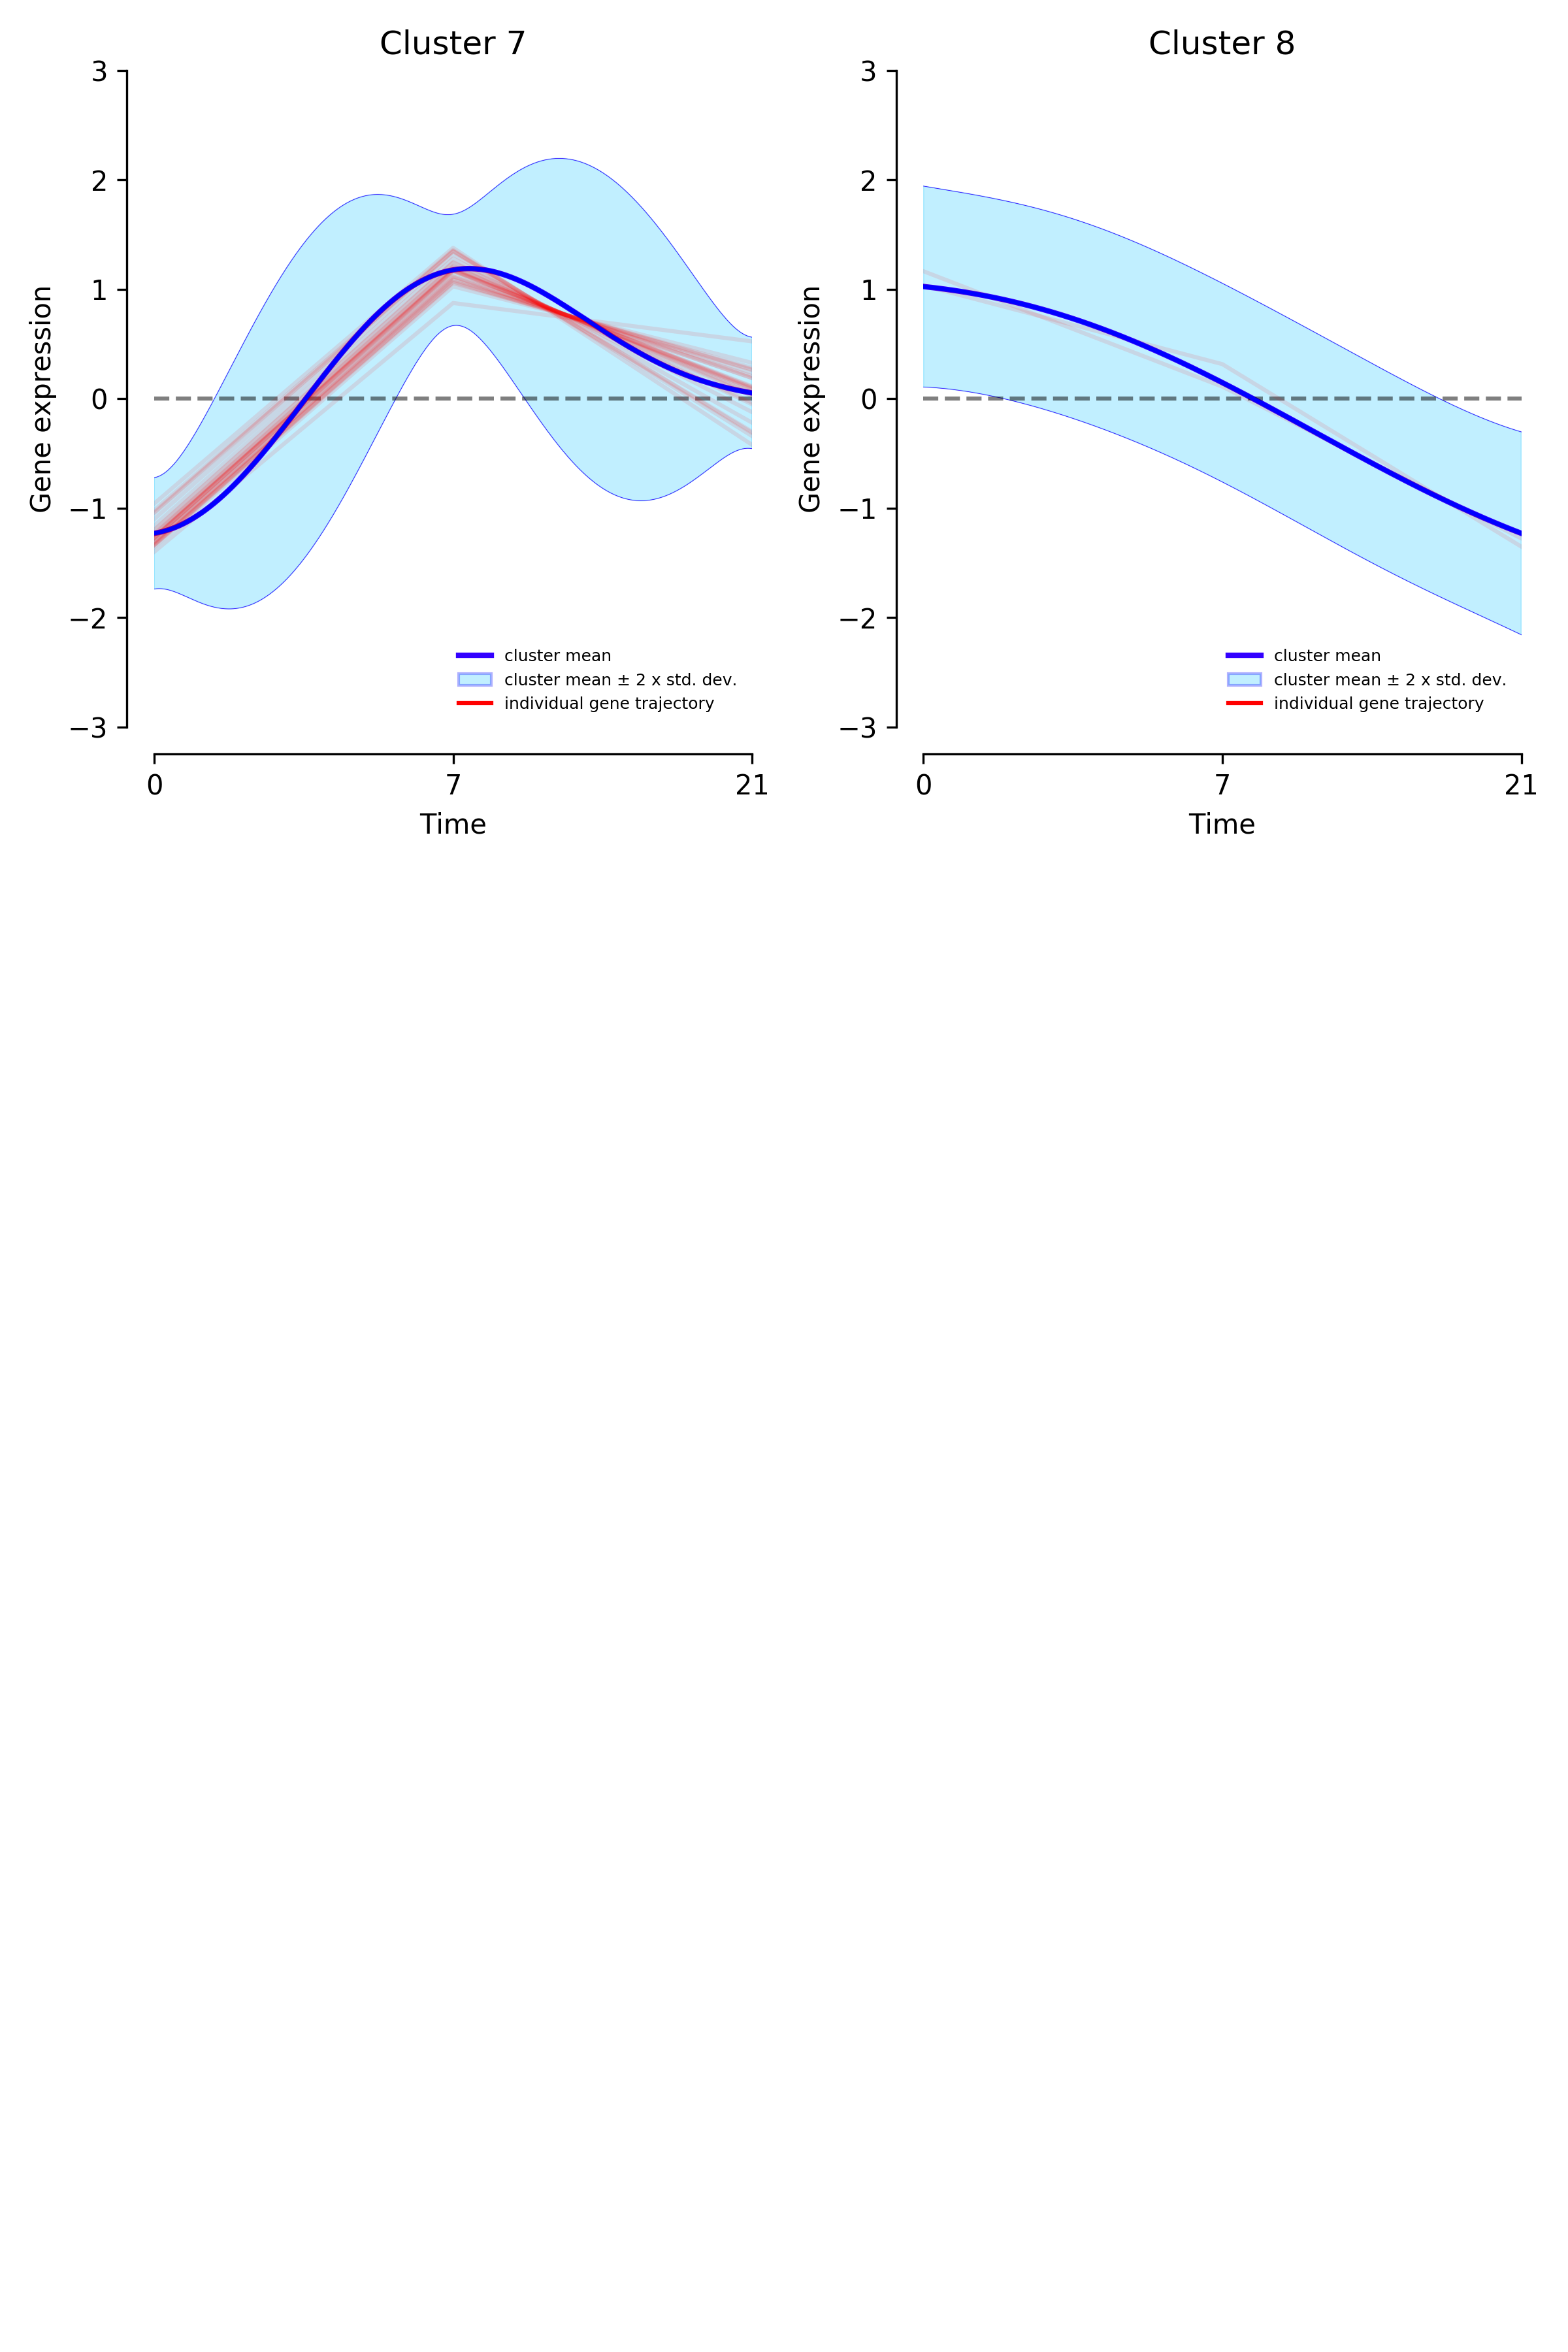 Cluster 7
3
2
1
0
−1
−2
−3
Gene expression
cluster mean
cluster mean ± 2 x std. dev.
individual gene trajectory
0 7 21
Time
Cluster 8
3
2
1
0
−1
−2
−3
Gene expression
cluster mean
cluster mean ± 2 x std. dev.
individual gene trajectory
0 7 21
Time